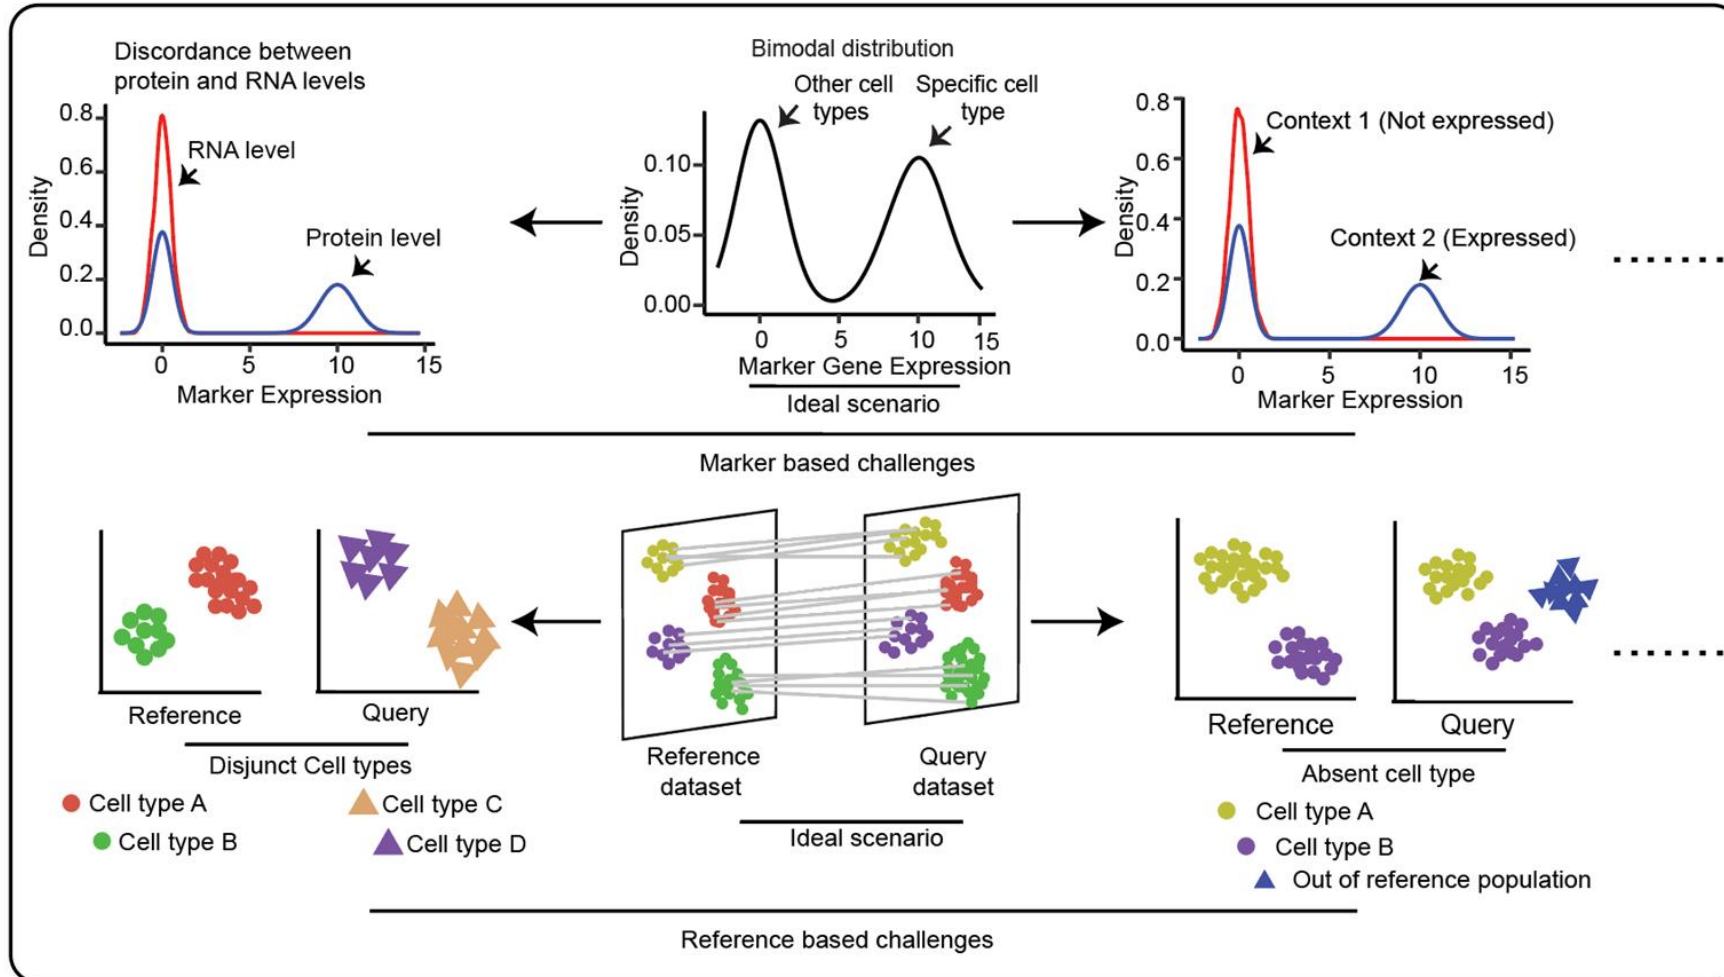 Discordance between
protein and RNA levels
0.8
0.6
0.4
0.2
0.0
Density
RNA level
Protein level
0 5 10 15
Marker Expression
Bimodal distribution
Other cell
types
Specific cell
type
0.10
0.05
0.00
Density
0 5 10 15
Marker Gene Expression
Ideal scenario
0.8
0.6
0.4
0.2
0.0
Density
Context 1 (Not expressed)
Context 2 (Expressed)
0 5 10 15
Marker Expression
Marker based challenges
Reference
Query
Disjunct Cell types
Cell type A
Cell type B
Cell type C
Cell type D
Reference
dataset
Query
dataset
Ideal scenario
Reference
Query
Absent cell type
Cell type A
Cell type B
Out of reference population
Reference based challenges